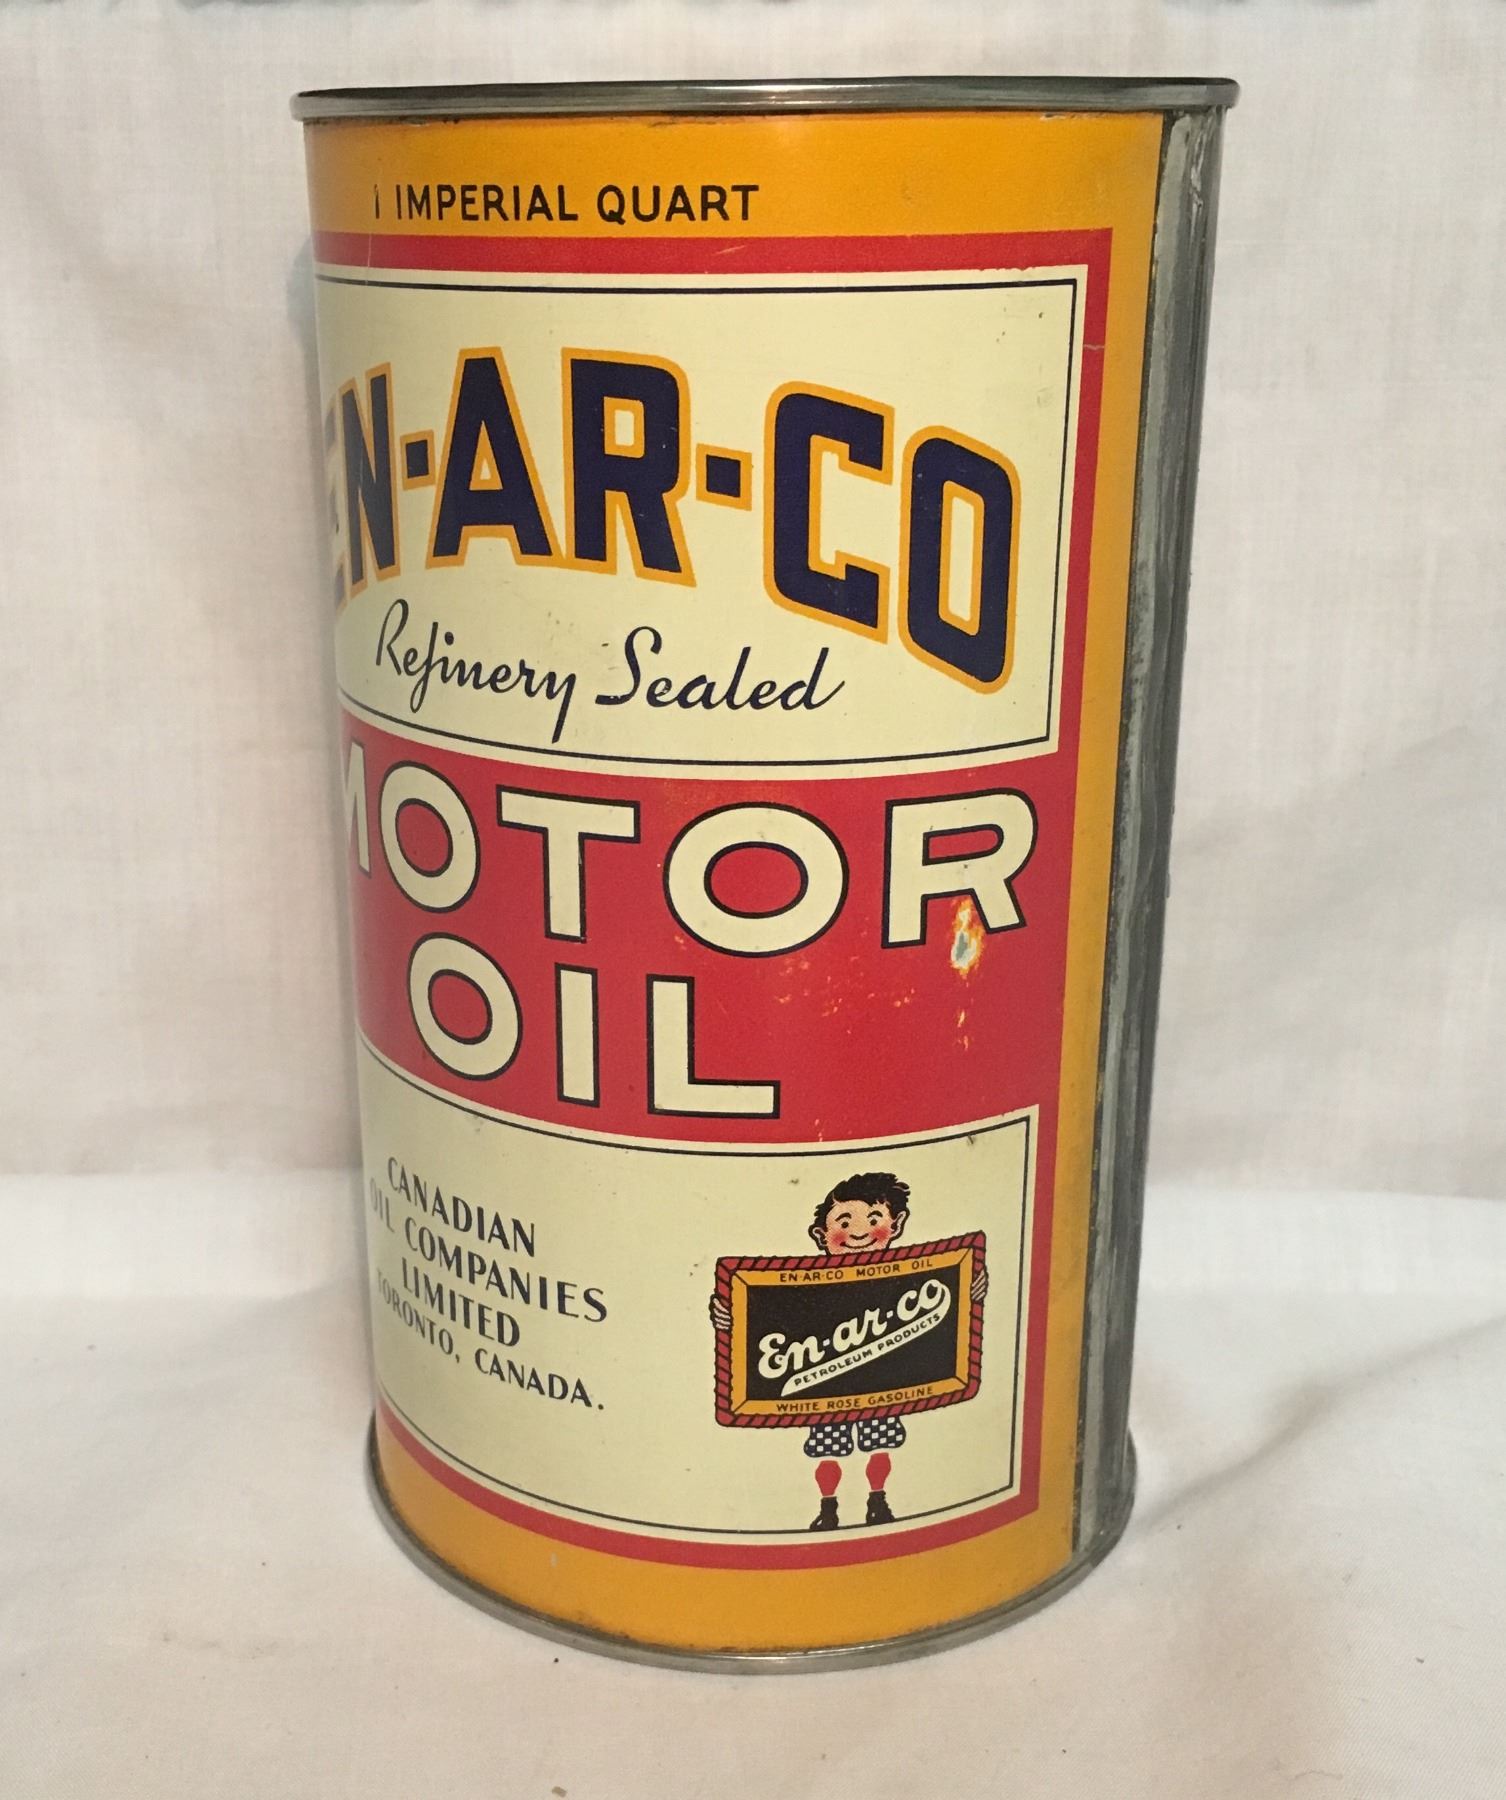 1 IMPERIAL QUART
EN-AR-CO
Refinery Sealed
MOTOR
OIL
CANADIAN
OIL COMPANIES
LIMITED
TORONTO, CANADA.
EN-AR-CO MOTOR OIL
En-ar-co
PETROLEUM PRODUCTS
WHITE ROSE GASOLINE